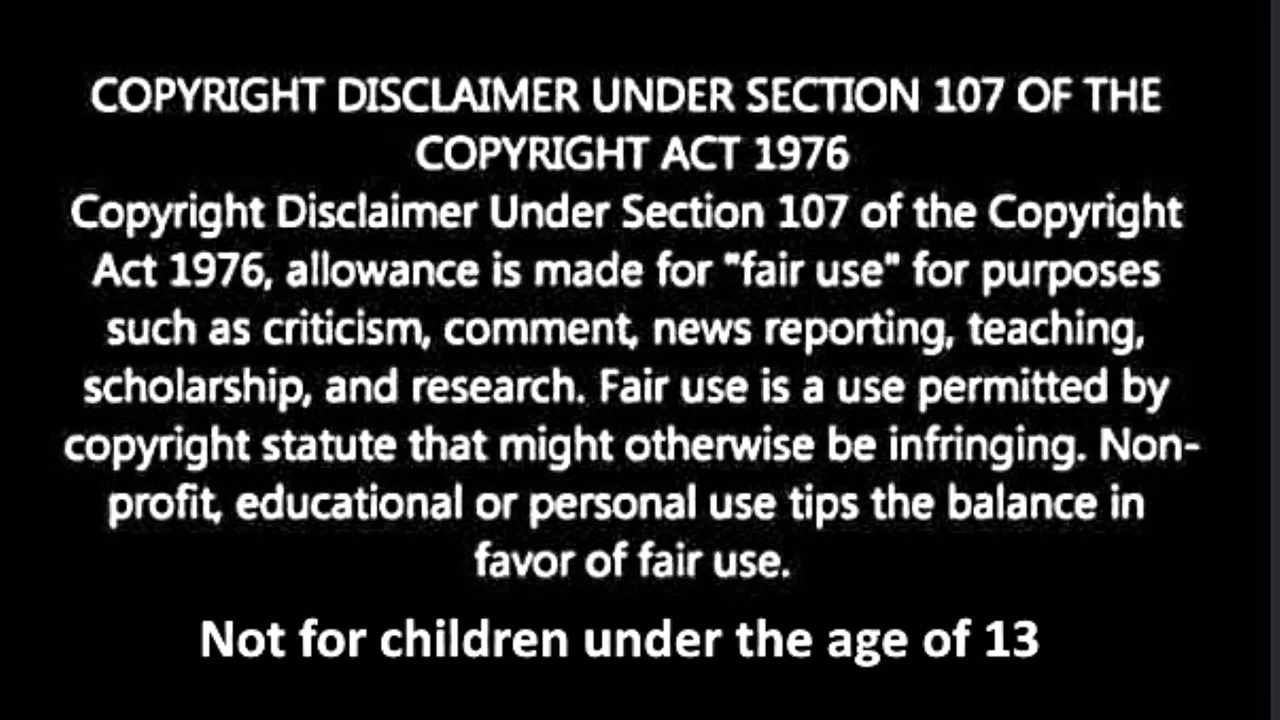 COPYRIGHT DISCLAIMER UNDER SECTION 107 OF THE
COPYRIGHT ACT 1976
Copyright Disclaimer Under Section 107 of the Copyright
Act 1976, allowance is made for "fair use" for purposes
such as criticism, comment, news reporting, teaching,
scholarship, and research. Fair use is a use permitted by
copyright statute that might otherwise be infringing. Non-
profit, educational or personal use tips the balance in
favor of fair use.
Not for children under the age of 13